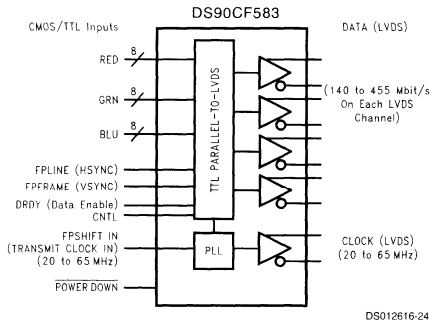 DS90CF583
CMOS/TTL Inputs
DATA (LVDS)
RED
8
GRN
8
BLU
8
TTL PARALLEL-TO-LVDS
(140 to 455 Mbit/s
On Each LVDS
Channel)
FPLINE (HSYNC)
FPFRAME (VSYNC)
DRDY (Data Enable)
CNTL
FPSHIFT IN
(TRANSMIT CLOCK IN)
(20 to 65 MHz)
PLL
CLOCK (LVDS)
(20 to 65 MHz)
POWER DOWN
DS012616-24